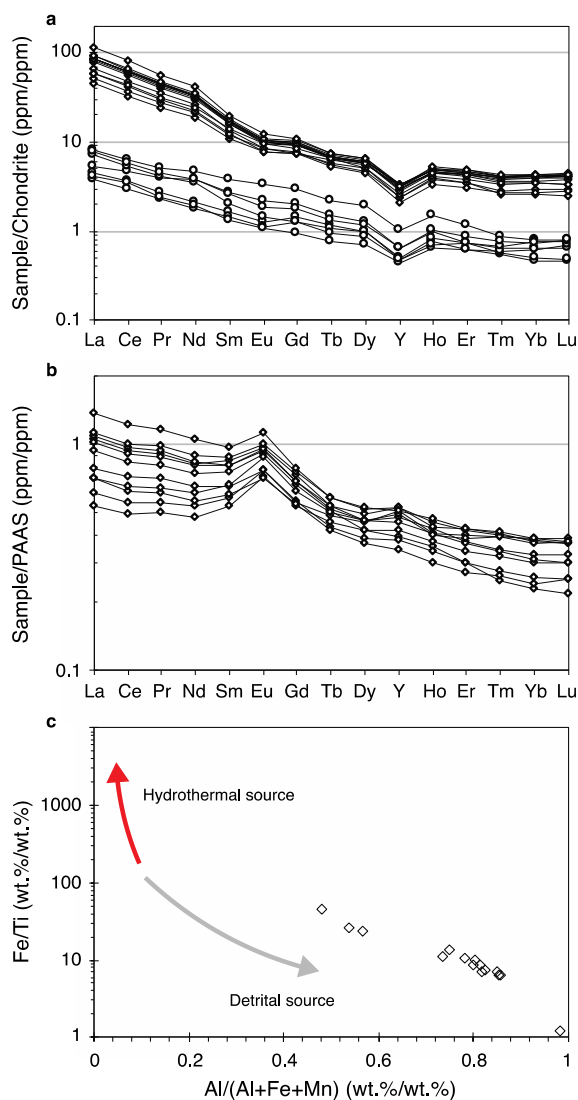 a
Sample/Chondrite (ppm/ppm)
100
10
1
0.1
La Ce Pr Nd Sm Eu Gd Tb Dy Y Ho Er Tm Yb Lu
b
Sample/PAAS (ppm/ppm)
1
0.1
La Ce Pr Nd Sm Eu Gd Tb Dy Y Ho Er Tm Yb Lu
c
Fe/Ti (wt.%/wt.%)
1000
100
10
1
Hydrothermal source
Detrital source
0 0.2 0.4 0.6 0.8 1
Al/(Al+Fe+Mn) (wt.%/wt.%)